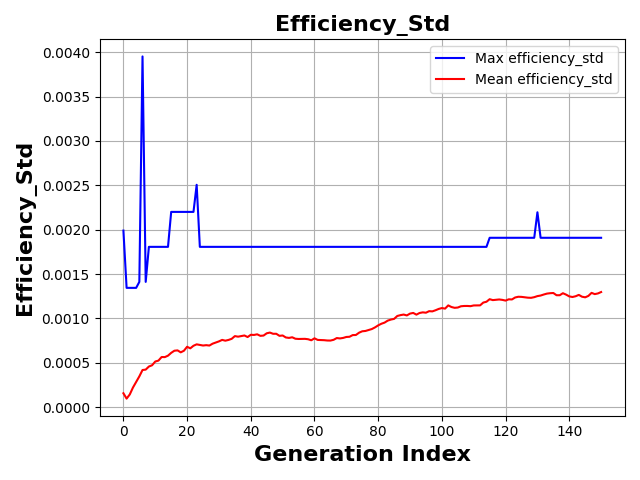 Efficiency_Std
Max efficiency_std
Mean efficiency_std
Efficiency_Std
0.0040
0.0035
0.0030
0.0025
0.0020
0.0015
0.0010
0.0005
0.0000
0 20 40 60 80 100 120 140
Generation Index